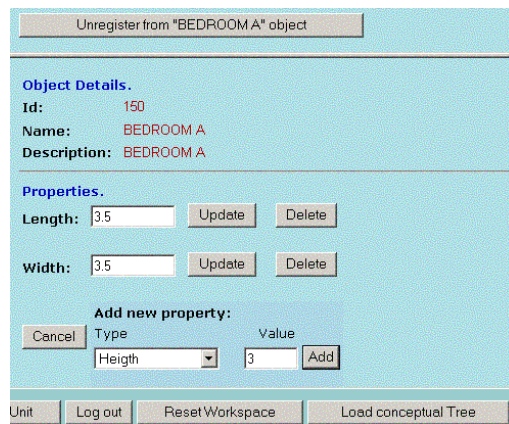 Unregister from "BEDROOM A" object
Object Details.
Id: 150
Name: BEDROOM A
Description: BEDROOM A
Properties.
Length: 3.5 Update Delete
Width: 3.5 Update Delete
Add new property:
Cancel Type Value
Heigth 3 Add
Unit Log out Reset Workspace Load conceptual Tree